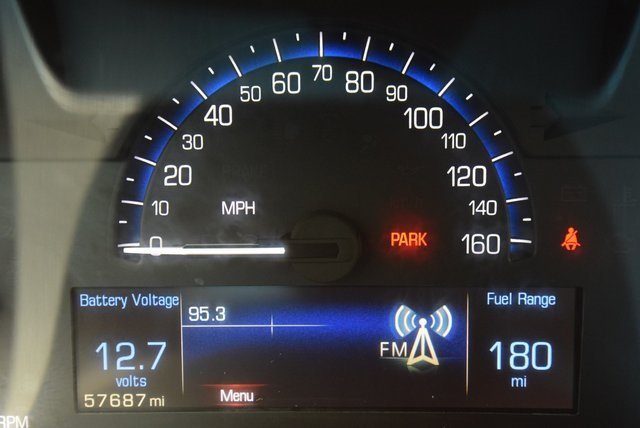 70
60 80
50 90
40 100
30 110
20 120
10 MPH 140
0 PARK 160
Battery Voltage 95.3 Fuel Range
12.7 FM 180
volts mi
57687 mi Menu
RPM